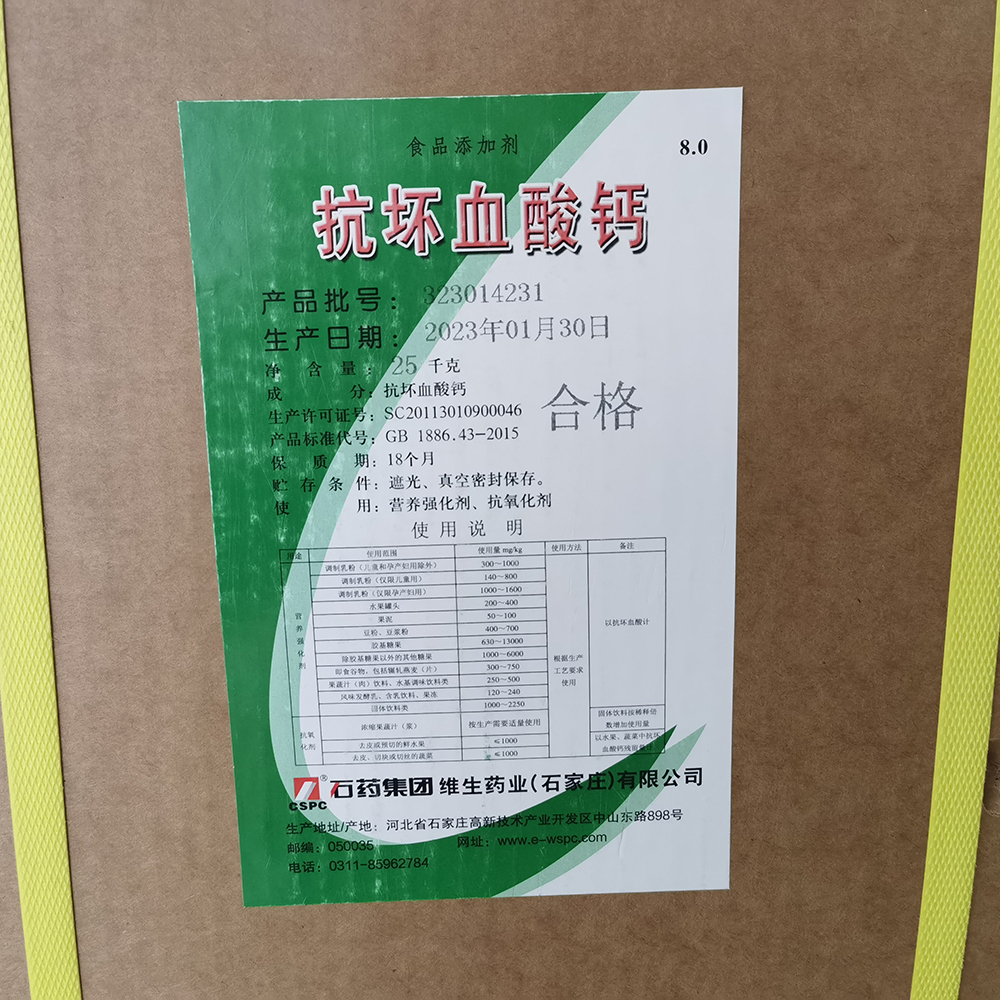 食品添加剂
8.0
抗坏血酸钙
产品批号：323014231
生产日期：2023年01月30日
净含量：25千克
成分：抗坏血酸钙
生产许可证号：SC20113010900046
合格
产品标准代号：GB 1886.43—2015
保质期：18个月
贮存条件：遮光、真空密封保存。
使用：营养强化剂、抗氧化剂
使用说明
用途 使用范围 使用量 mg/kg 使用方法 备注
营养强化剂 调制乳粉（儿童和孕产妇用除外） 300～1000 根据生产工艺要求使用 以抗坏血酸计
调制乳粉（仅限儿童用） 140～800
调制乳粉（仅限孕产妇用） 1000～1600
水果罐头 200～400
果泥 50～100
豆粉、豆浆粉 400～700
胶基糖果 630～13000
除胶基糖果以外的其他糖果 1000～6000
即食谷物，包括辗轧燕麦（片） 300～750
果蔬汁（肉）饮料、水基调味饮料类 250～500
风味发酵乳、含乳饮料、果冻 120～240
固体饮料类 1000～2250
抗氧化剂 浓缩果蔬汁（浆） 按生产需要适量使用 固体饮料按稀释倍数增加使用量
去皮或预切的鲜水果 ≤1000 以水果、蔬菜中抗坏血酸钙残留量计
去皮、切块或切丝的蔬菜 ≤1000
CSPC ® 石药集团 维生药业（石家庄）有限公司
生产地址/产地：河北省石家庄高新技术产业开发区中山东路898号
邮编：050035 网址：www.e-wspc.com
电话：0311-85962784